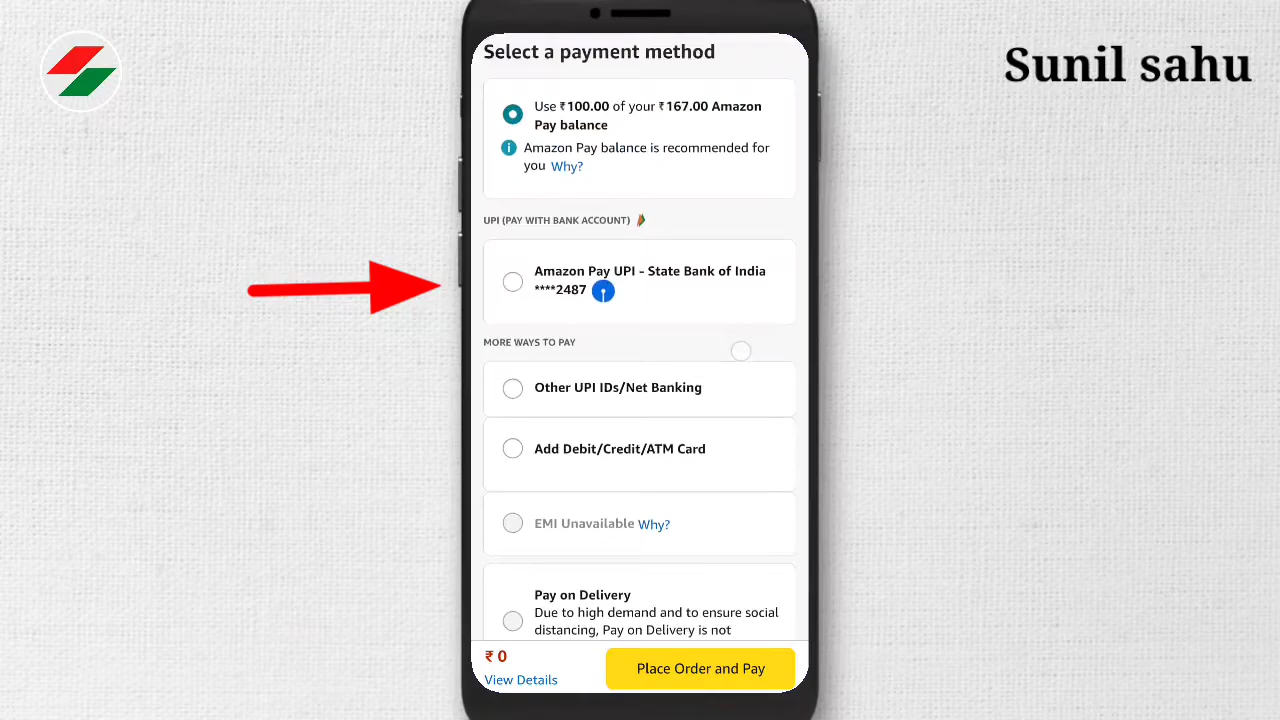 Sunil sahu
Select a payment method
Use ₹100.00 of your ₹167.00 Amazon
Pay balance
Amazon Pay balance is recommended for
you Why?
UPI (PAY WITH BANK ACCOUNT)
Amazon Pay UPI - State Bank of India
****2487
MORE WAYS TO PAY
Other UPI IDs/Net Banking
Add Debit/Credit/ATM Card
EMI Unavailable Why?
Pay on Delivery
Due to high demand and to ensure social
distancing, Pay on Delivery is not
₹ 0
View Details
Place Order and Pay